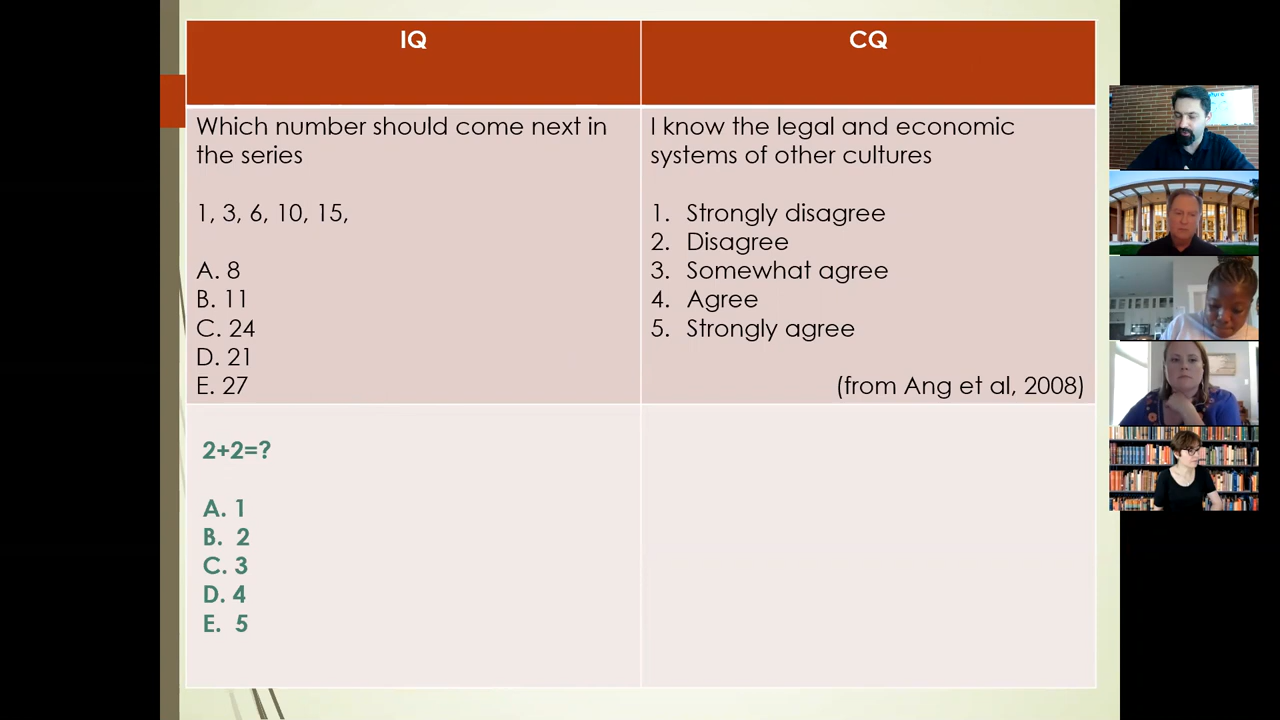 IQ
CQ
Which number should come next in
the series
1, 3, 6, 10, 15,
A. 8
B. 11
C. 24
D. 21
E. 27
I know the legal and economic
systems of other cultures
1. Strongly disagree
2. Disagree
3. Somewhat agree
4. Agree
5. Strongly agree
(from Ang et al, 2008)
2+2=?
A. 1
B. 2
C. 3
D. 4
E. 5